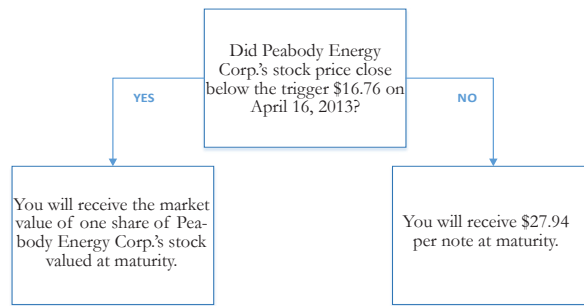 Did Peabody Energy
Corp.'s stock price close
below the trigger $16.76 on
April 16, 2013?
YES
NO
You will receive the market
value of one share of Pea-
body Energy Corp.'s stock
valued at maturity.
You will receive $27.94
per note at maturity.